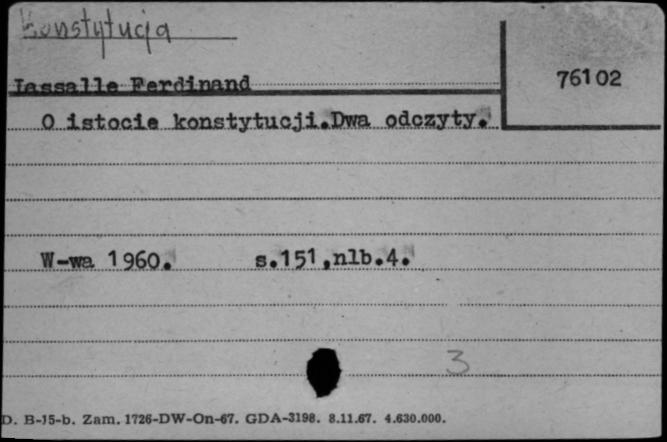 Konstytucja
76102
Lassalle Ferdinand
O istocie konstytucji.Dwa odczyty.
W-wa 1960. s.151,nlb.4.
3
D. B-15-b. Zam. 1726-DW-On-67. GDA-3198. 8.11.67. 4.630.000.